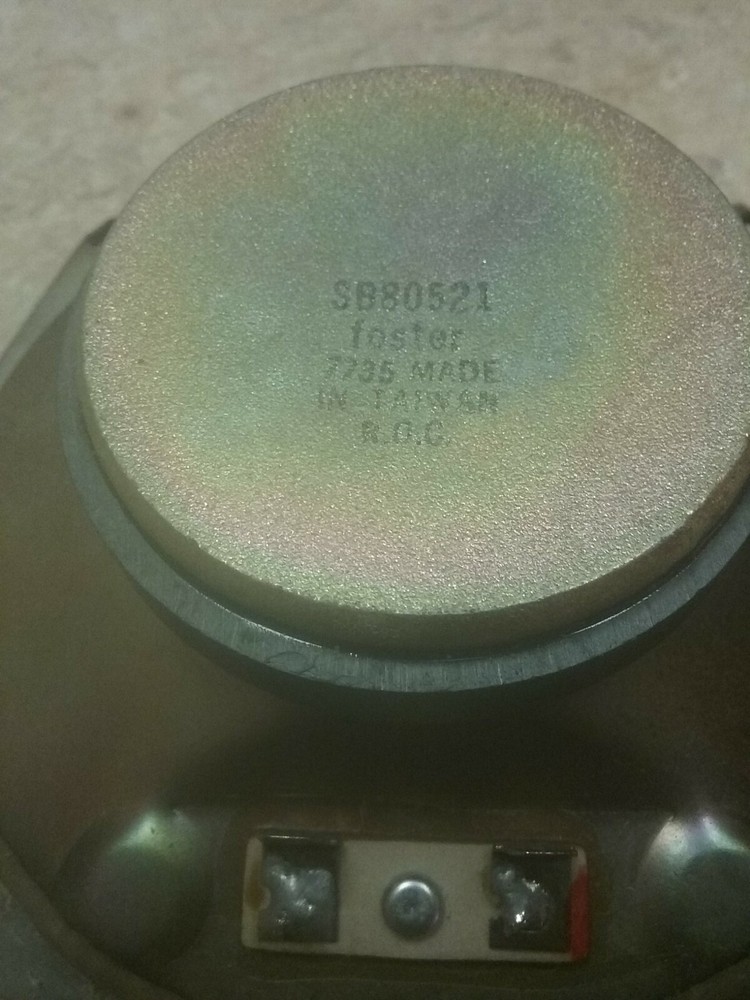 SB80521
foster
7735 MADE
IN TAIWAN
R.O.C.